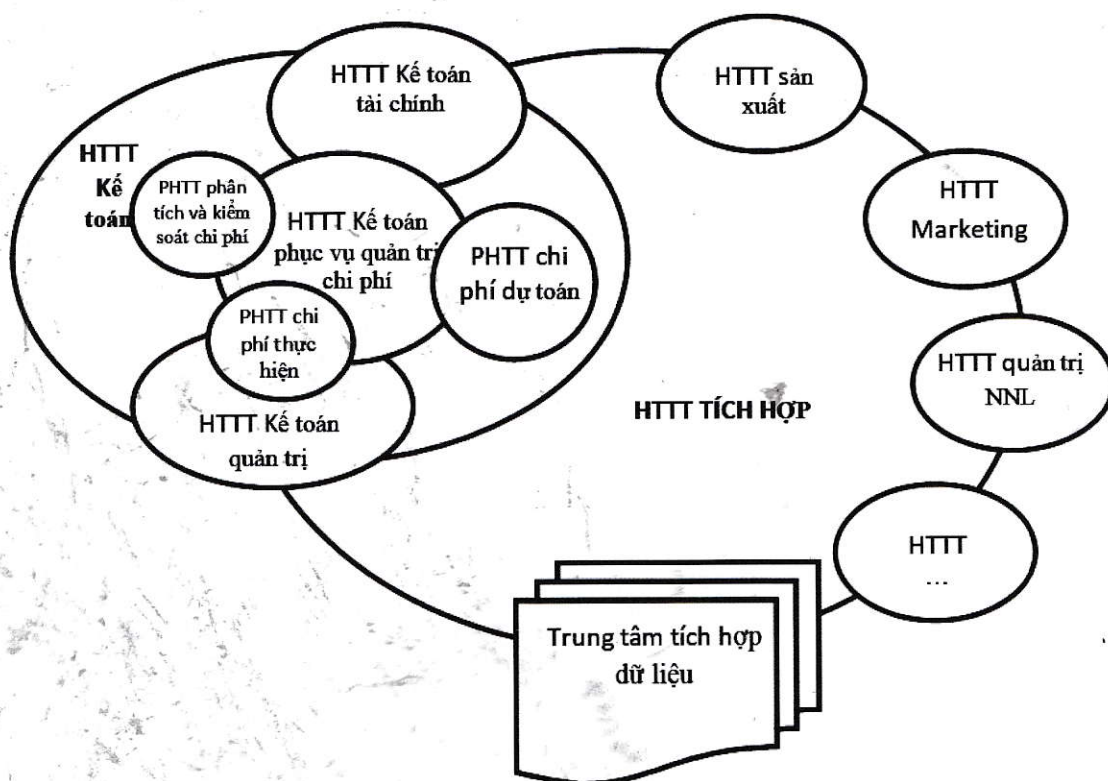 HTTT Kế toán
tài chính
HTTT sản
xuất
HTTT
Kế
toán
PHTT phân
tích và kiểm
soát chi phí
HTTT Kế toán
phục vụ quản trị
chi phí
PHTT chi
phí dự toán
HTTT
Marketing
PHTT chi
phí thực
hiện
HTTT quản trị
NNL
HTTT TÍCH HỢP
HTTT Kế toán
quản trị
HTTT
...
Trung tâm tích hợp
dữ liệu